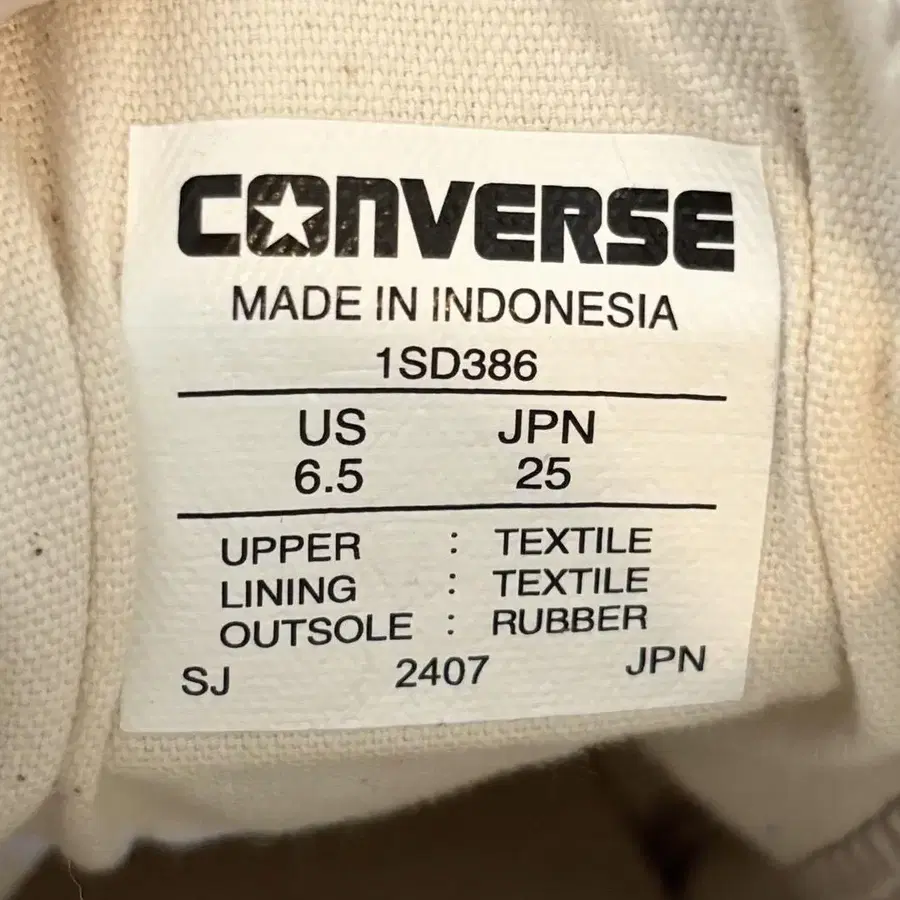 CONVERSE
MADE IN INDONESIA
1SD386
US JPN
6.5 25
UPPER : TEXTILE
LINING : TEXTILE
OUTSOLE : RUBBER
SJ 2407 JPN